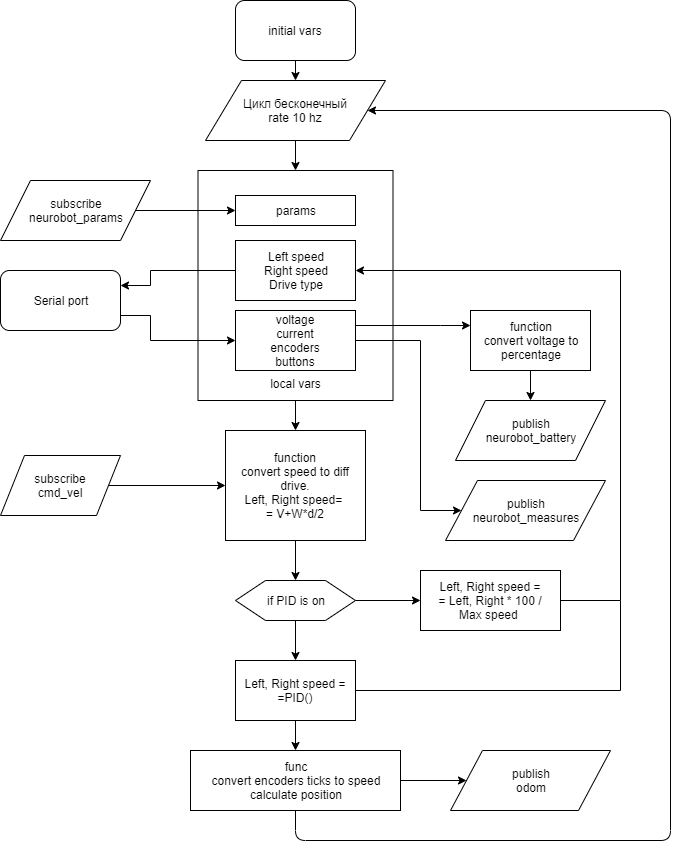 initial vars
Цикл бесконечный
rate 10 hz
subscribe
neurobot_params
params
Left speed
Right speed
Drive type
Serial port
voltage
current
encoders
buttons
local vars
function
convert voltage to
percentage
publish
neurobot_battery
function
convert speed to diff
drive.
Left, Right speed=
= V+W*d/2
subscribe
cmd_vel
publish
neurobot_measures
if PID is on
Left, Right speed =
= Left, Right * 100 /
Max speed
Left, Right speed =
=PID()
func
convert encoders ticks to speed
calculate position
publish
odom